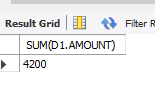 Result Grid Filter R
SUM(D1.AMOUNT)
4200